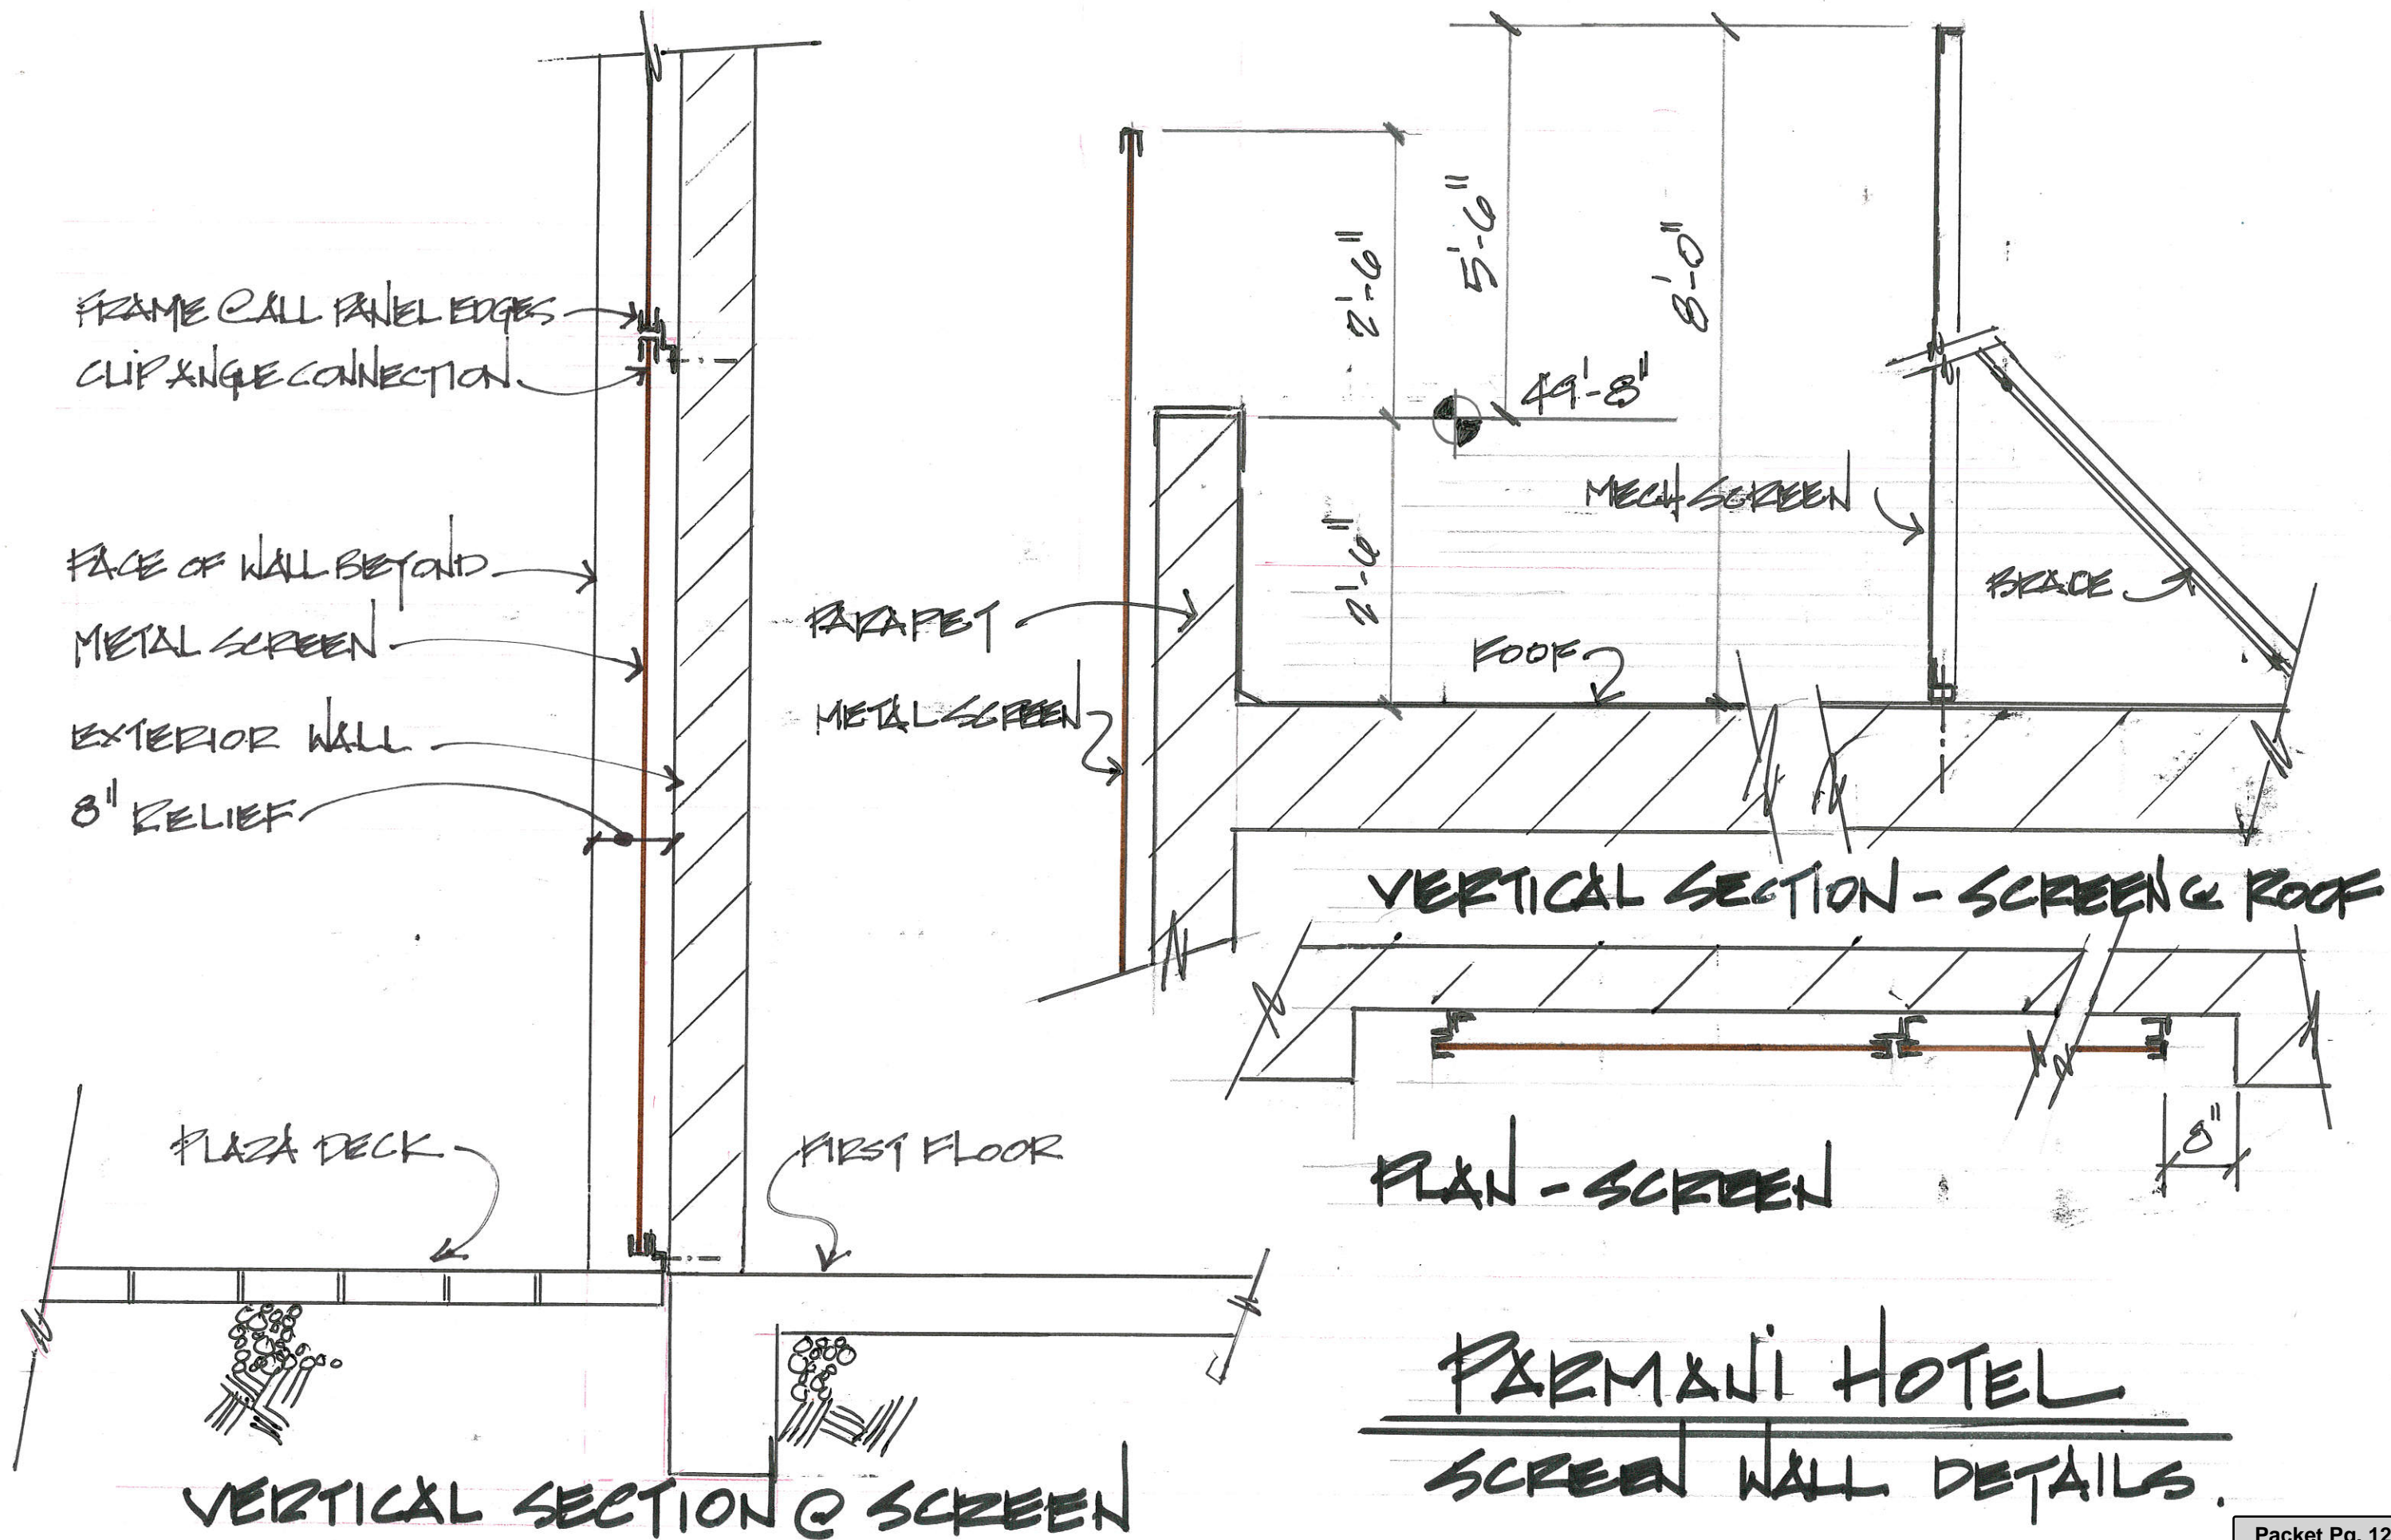 FRAME @ ALL PANEL EDGES
CLIP ANGLE CONNECTION
FACE OF WALL BEYOND
METAL SCREEN
EXTERIOR WALL
8" RELIEF
PLAZA DECK
FIRST FLOOR
VERTICAL SECTION @ SCREEN
2'-6"
5'-6"
8'-0"
49'-8"
2'-6"
MECH SCREEN
BRACE
PARAPET
ROOF
METAL SCREEN
VERTICAL SECTION - SCREEN @ ROOF
8"
PLAN - SCREEN
PARMANI HOTEL
SCREEN WALL DETAILS.
Packet Pg. 12